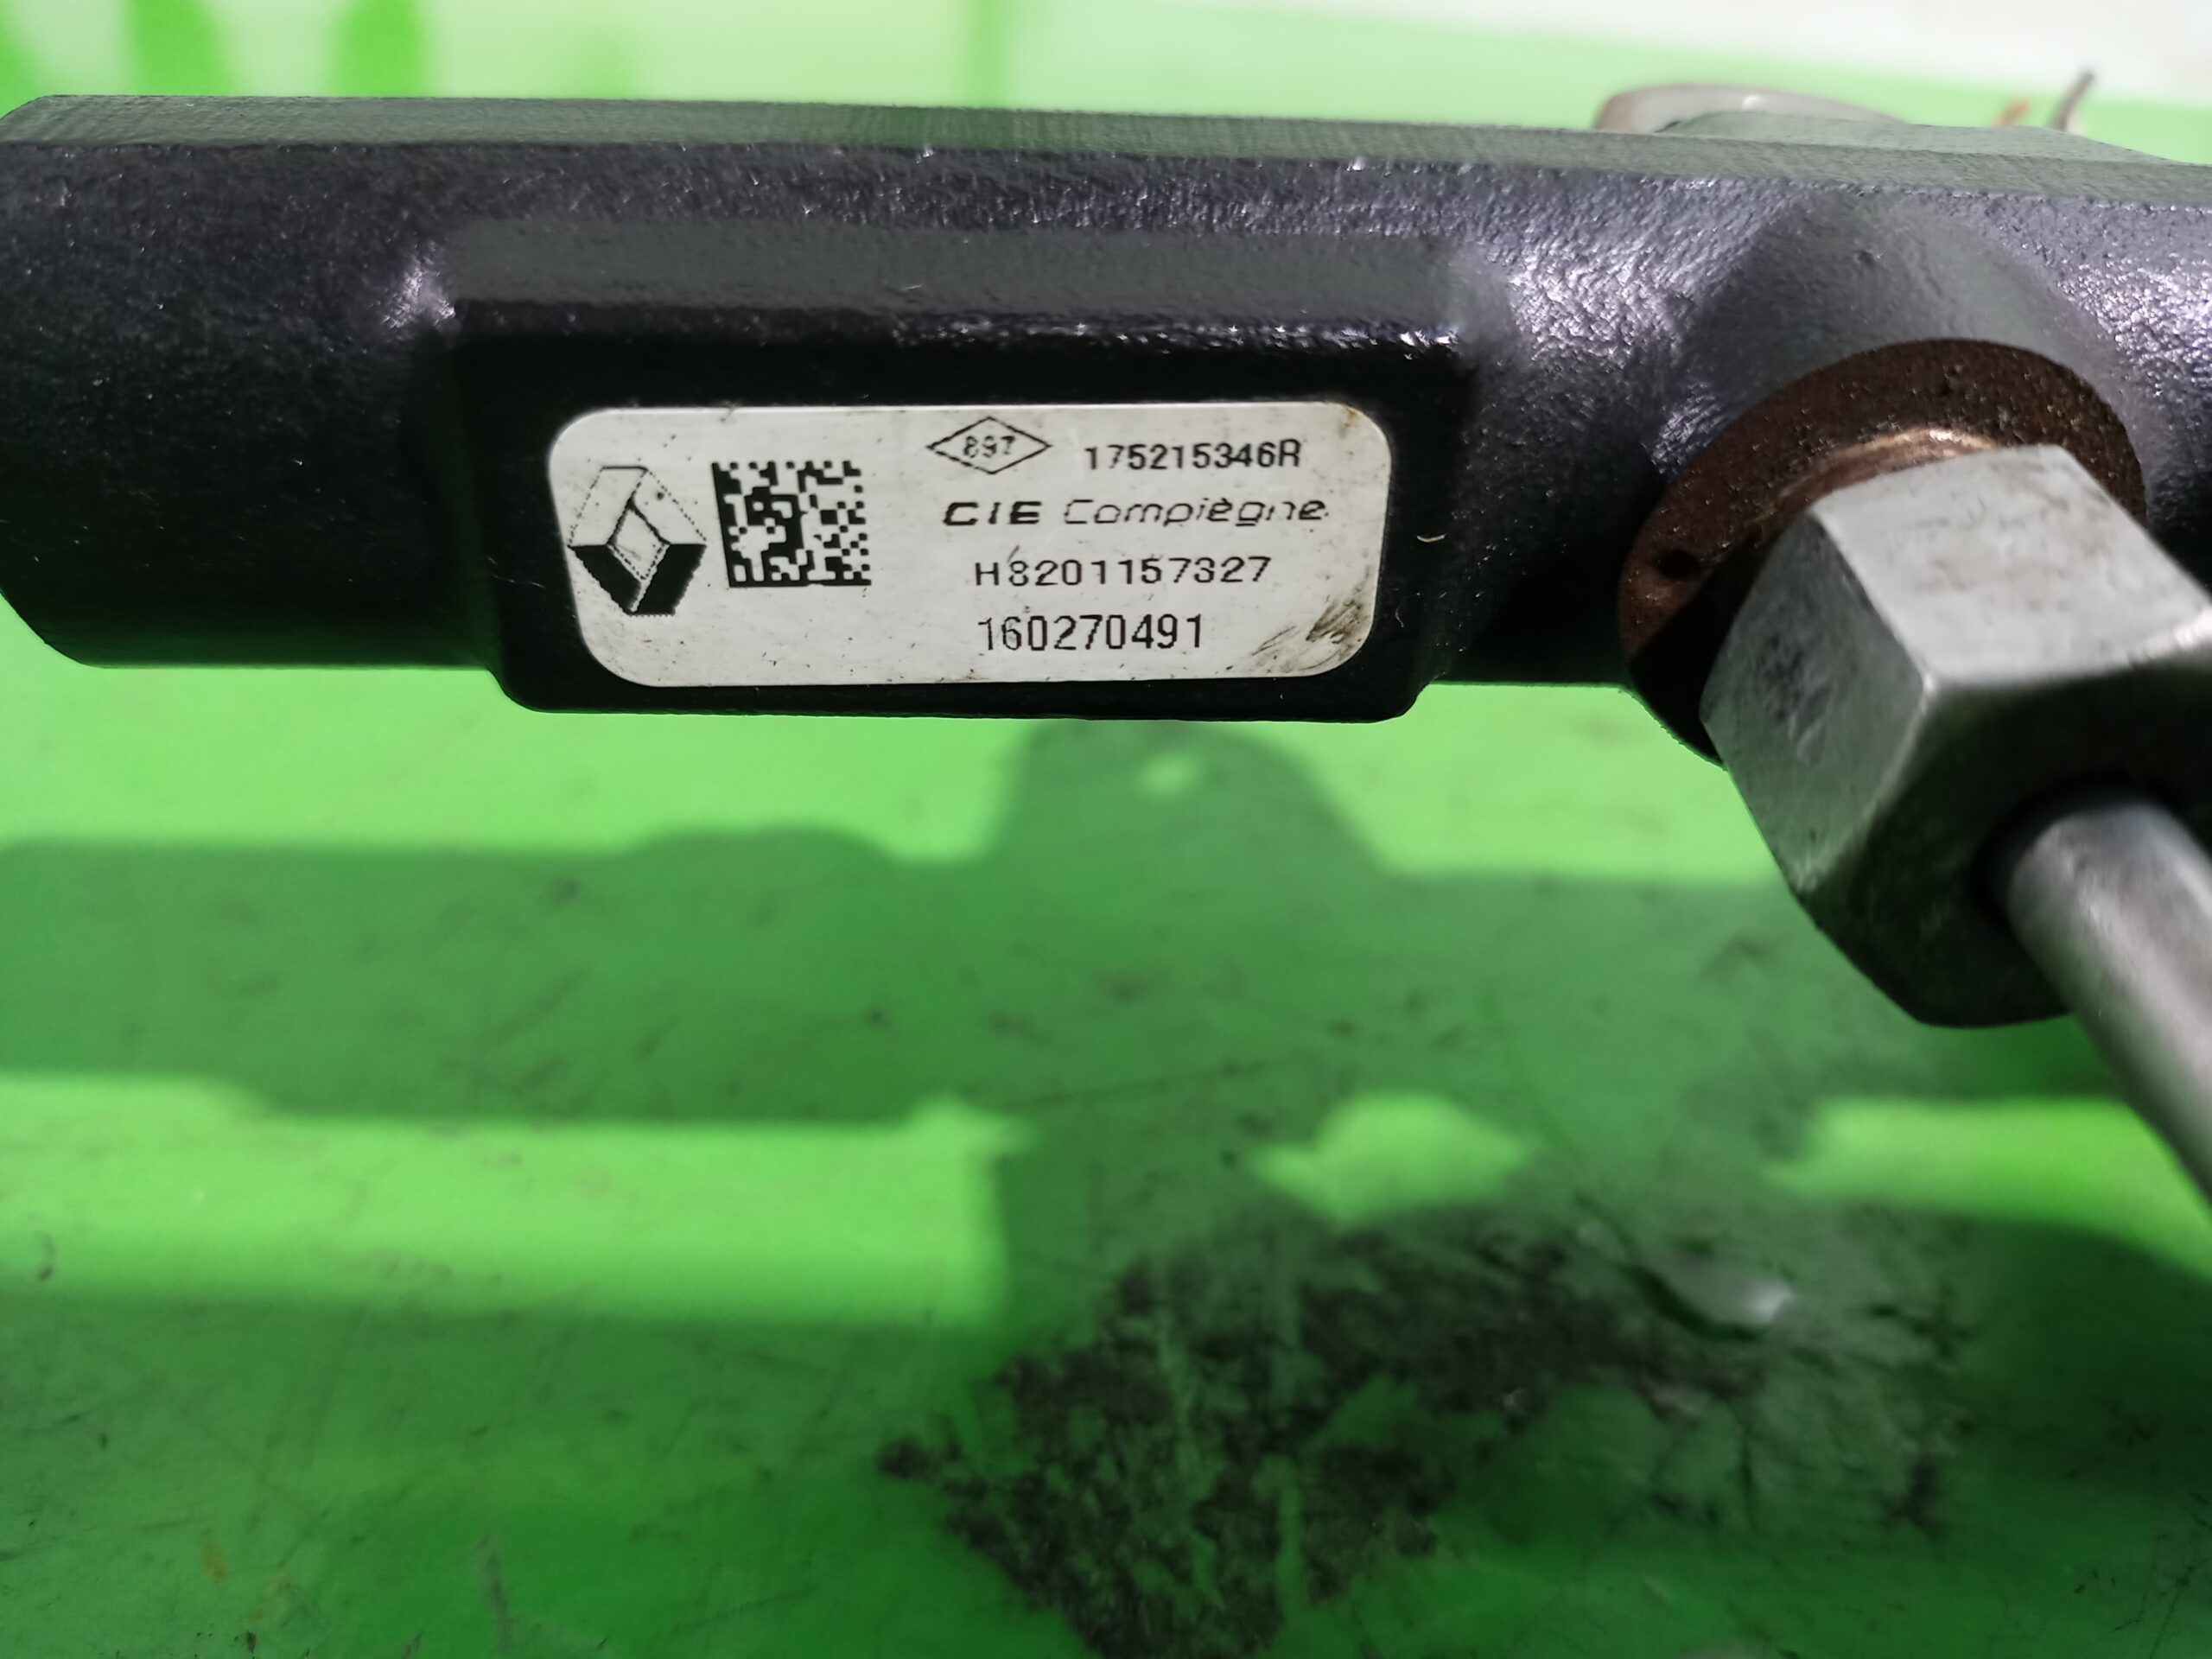 897 175215346R
CIE Compiègne
H8201157327
160270491